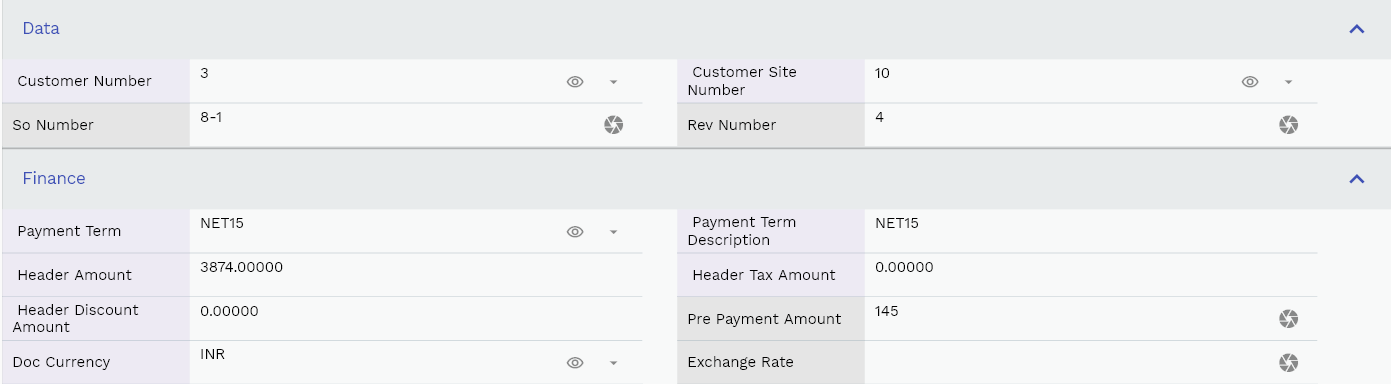 Data
Customer Number 3
Customer Site
Number 10
So Number 8-1
Rev Number 4
Finance
Payment Term NET15
Payment Term
Description NET15
Header Amount 3874.00000
Header Tax Amount 0.00000
Header Discount
Amount 0.00000
Pre Payment Amount 145
Doc Currency INR
Exchange Rate